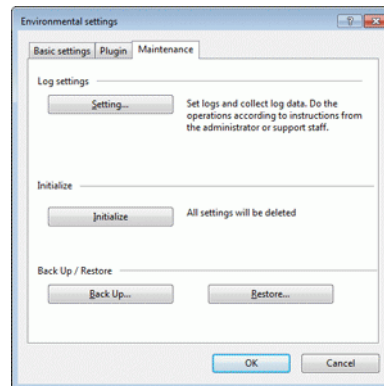 Environmental settings
Basic settings Plugin Maintenance
Log settings
Setting...
Set logs and collect log data. Do the
operations according to instructions from
the administrator or support staff.
Initialize
Initialize
All settings will be deleted
Back Up / Restore
Back Up...
Restore...
OK
Cancel